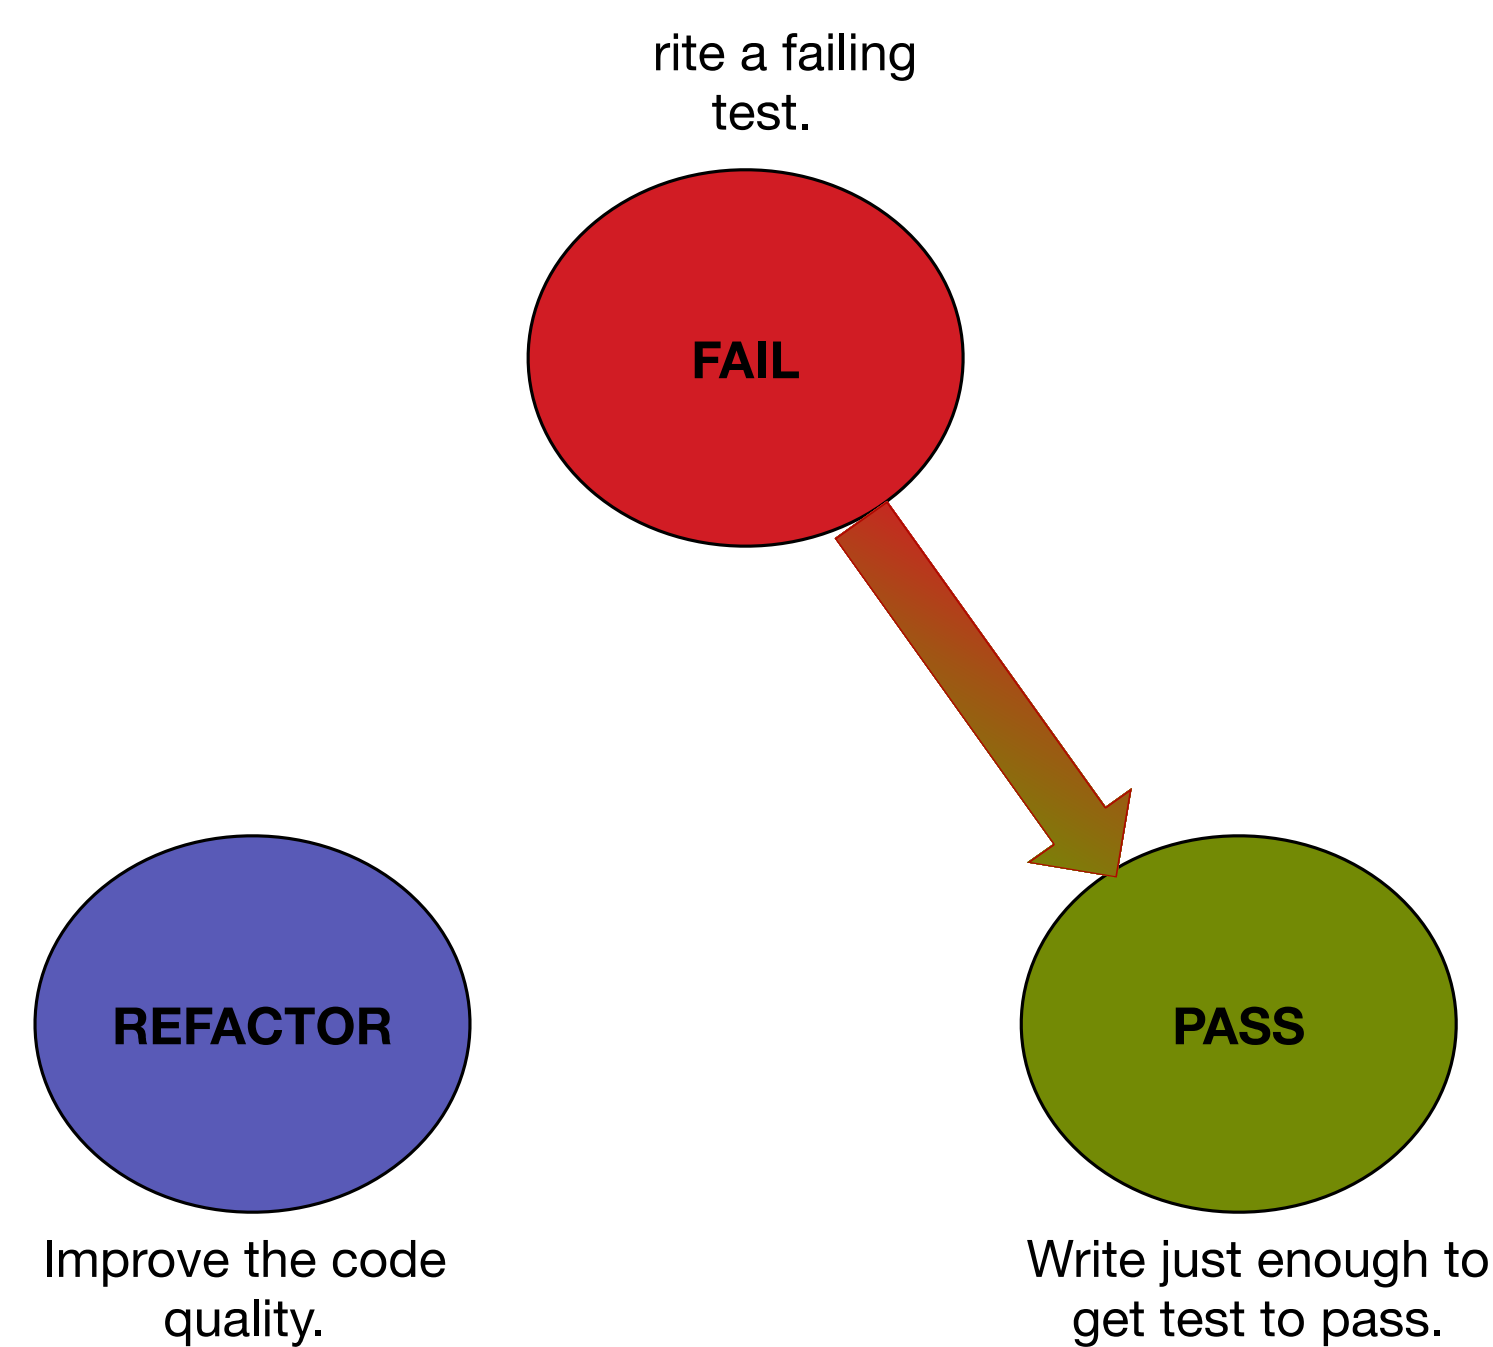 rite a failing
test.
FAIL
REFACTOR
PASS
Improve the code
quality.
Write just enough to
get test to pass.